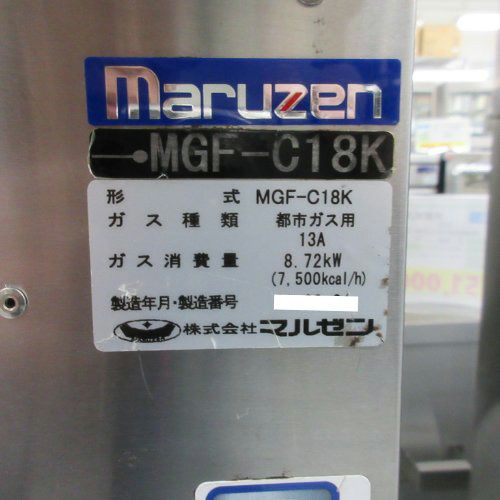 maruzen
MGF-C18K
形 式 MGF-C18K
ガス種類 都市ガス用
13A
ガス消費量 8.72kW
(7,500kcal/h)
製造年月・製造番号
株式会社マルゼン